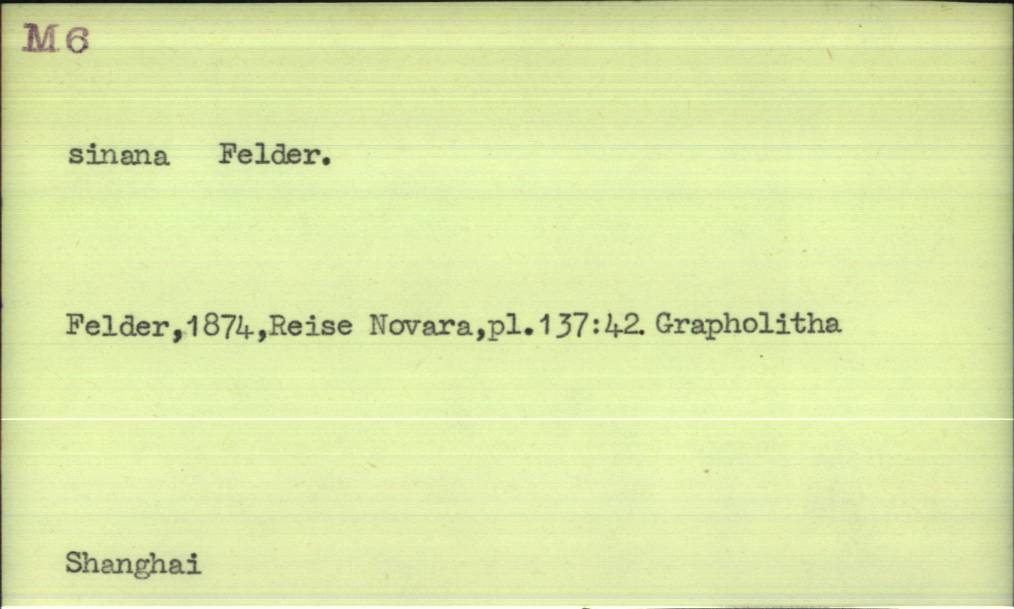 M6
sinana Felder.
Felder,1874,Reise Novara,pl.137:42. Grapholitha
Shanghai